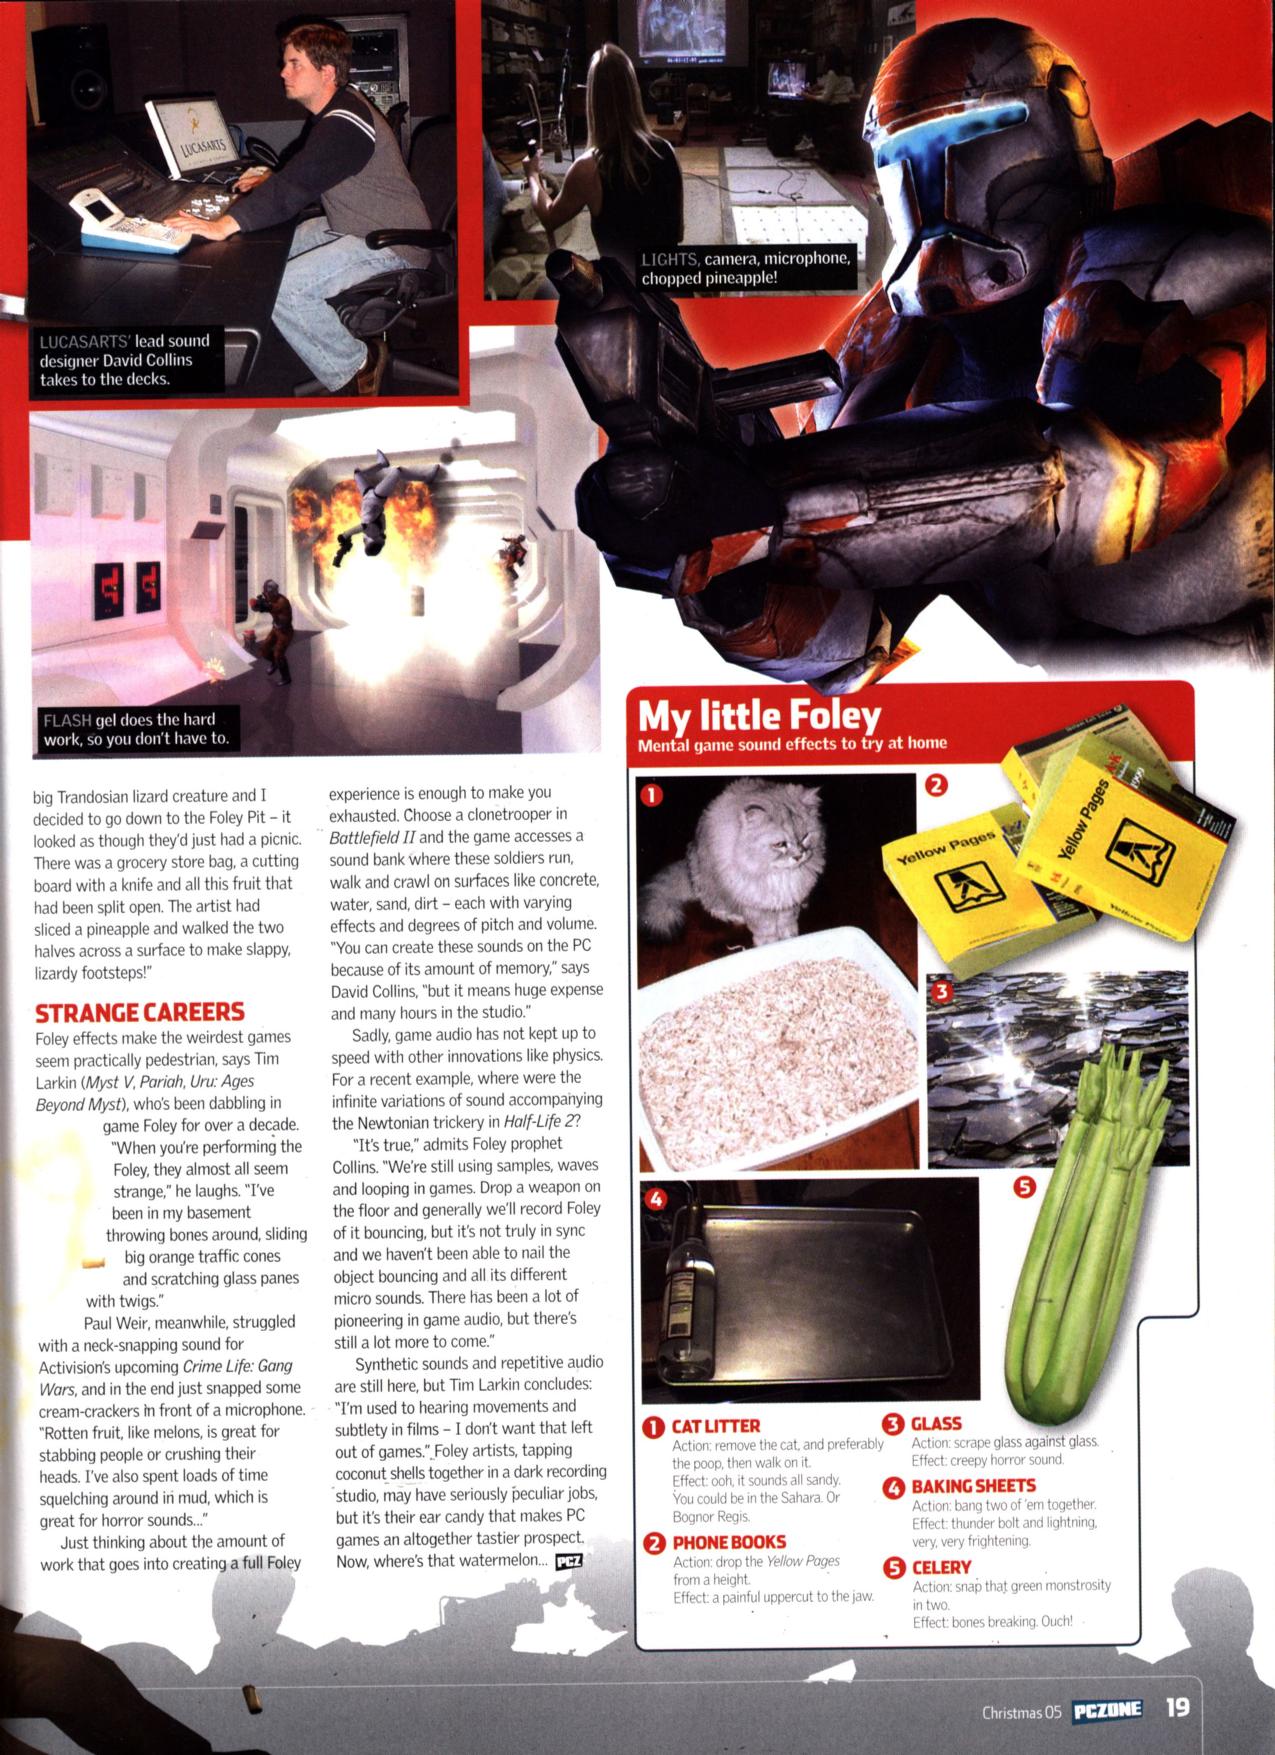 LUCASARTS
LUCASARTS' lead sound
designer David Collins
takes to the decks.
LIGHTS, camera, microphone,
chopped pineapple!
FLASH gel does the hard
work, so you don't have to.
big Trandosian lizard creature and I
decided to go down to the Foley Pit – it
looked as though they'd just had a picnic.
There was a grocery store bag, a cutting
board with a knife and all this fruit that
had been split open. The artist had
sliced a pineapple and walked the two
halves across a surface to make slappy,
lizardy footsteps!"
STRANGE CAREERS
Foley effects make the weirdest games
seem practically pedestrian, says Tim
Larkin (Myst V, Pariah, Uru: Ages
Beyond Myst), who's been dabbling in
game Foley for over a decade.
"When you're performing the
Foley, they almost all seem
strange," he laughs. "I've
been in my basement
throwing bones around, sliding
big orange traffic cones
and scratching glass panes
with twigs."
Paul Weir, meanwhile, struggled
with a neck-snapping sound for
Activision's upcoming Crime Life: Gang
Wars, and in the end just snapped some
cream-crackers in front of a microphone.
"Rotten fruit, like melons, is great for
stabbing people or crushing their
heads. I've also spent loads of time
squelching around in mud, which is
great for horror sounds..."
Just thinking about the amount of
work that goes into creating a full Foley
experience is enough to make you
exhausted. Choose a clonetrooper in
Battlefield II and the game accesses a
sound bank where these soldiers run,
walk and crawl on surfaces like concrete,
water, sand, dirt – each with varying
effects and degrees of pitch and volume.
"You can create these sounds on the PC
because of its amount of memory," says
David Collins, "but it means huge expense
and many hours in the studio."
Sadly, game audio has not kept up to
speed with other innovations like physics.
For a recent example, where were the
infinite variations of sound accompanying
the Newtonian trickery in Half-Life 2?
"It's true," admits Foley prophet
Collins. "We're still using samples, waves
and looping in games. Drop a weapon on
the floor and generally we'll record Foley
of it bouncing, but it's not truly in sync
and we haven't been able to nail the
object bouncing and all its different
micro sounds. There has been a lot of
pioneering in game audio, but there's
still a lot more to come."
Synthetic sounds and repetitive audio
are still here, but Tim Larkin concludes:
"I'm used to hearing movements and
subtlety in films – I don't want that left
out of games." Foley artists, tapping
coconut shells together in a dark recording
studio, may have seriously peculiar jobs,
but it's their ear candy that makes PC
games an altogether tastier prospect.
Now, where's that watermelon... PCZ
My little Foley
Mental game sound effects to try at home
1
2
Yellow Pages
Yellow Pages
A-K
1999
Yellow Pages
3
4
5
1 CAT LITTER
Action: remove the cat, and preferably
the poop, then walk on it.
Effect: ooh, it sounds all sandy.
You could be in the Sahara. Or
Bognor Regis.
2 PHONE BOOKS
Action: drop the Yellow Pages
from a height.
Effect: a painful uppercut to the jaw.
3 GLASS
Action: scrape glass against glass.
Effect: creepy horror sound.
4 BAKING SHEETS
Action: bang two of 'em together.
Effect: thunder bolt and lightning,
very, very frightening.
5 CELERY
Action: snap that green monstrosity
in two.
Effect: bones breaking. Ouch!
Christmas 05 PCZONE 19